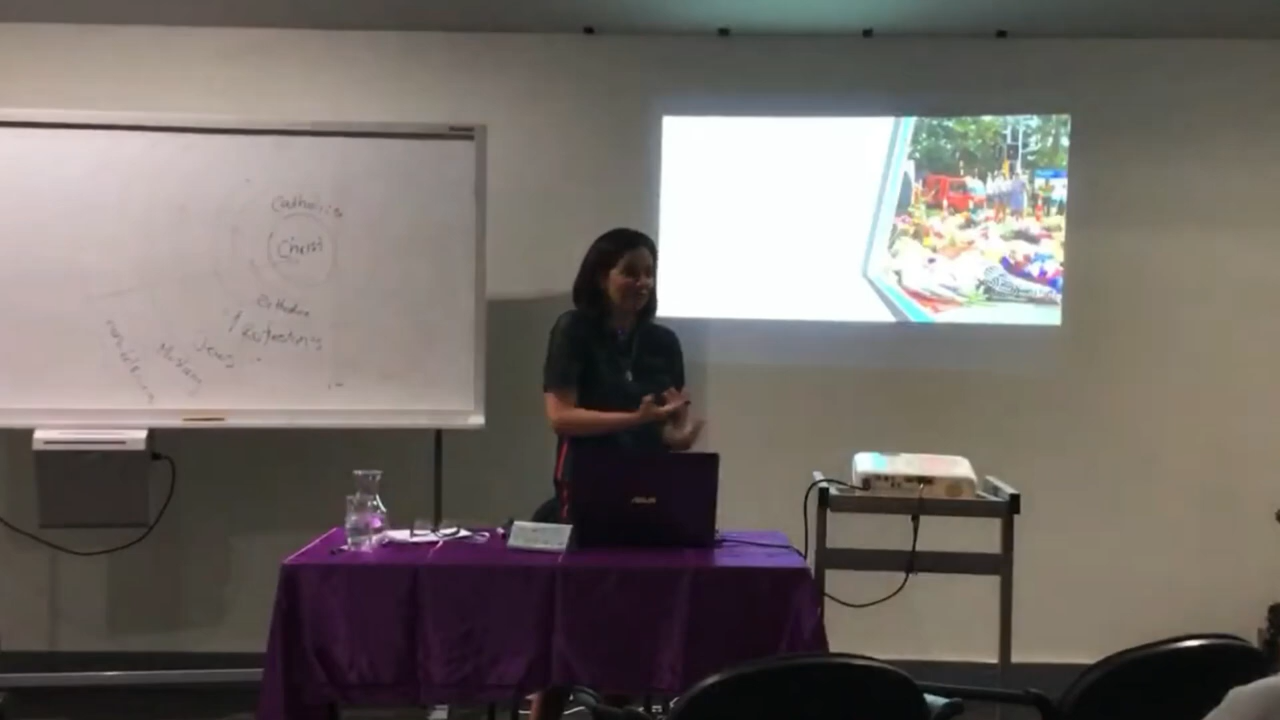 Catholics
Christ
Orthodox
Protestants
Jews
Muslims
ASUS